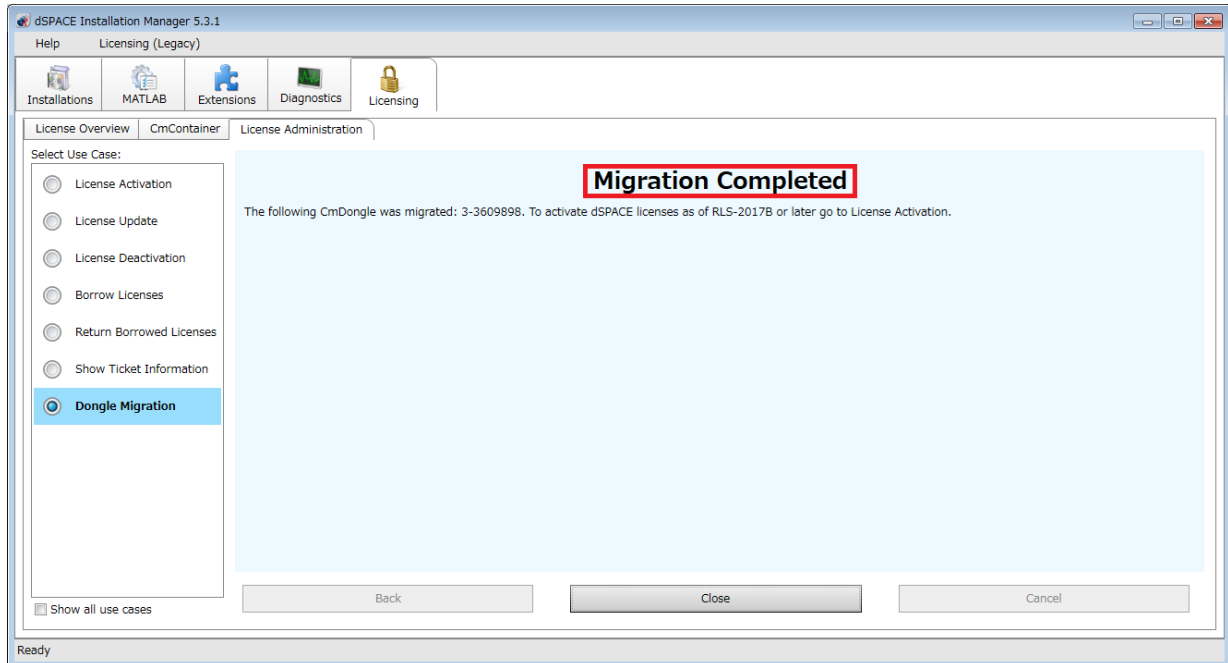 dSPACE Installation Manager 5.3.1
Help Licensing (Legacy)
Installations MATLAB Extensions Diagnostics Licensing
License Overview CmContainer License Administration
Select Use Case:
License Activation
License Update
License Deactivation
Borrow Licenses
Return Borrowed Licenses
Show Ticket Information
Dongle Migration
Show all use cases
Migration Completed
The following CmDongle was migrated: 3-3609898. To activate dSPACE licenses as of RLS-2017B or later go to License Activation.
Back Close Cancel
Ready